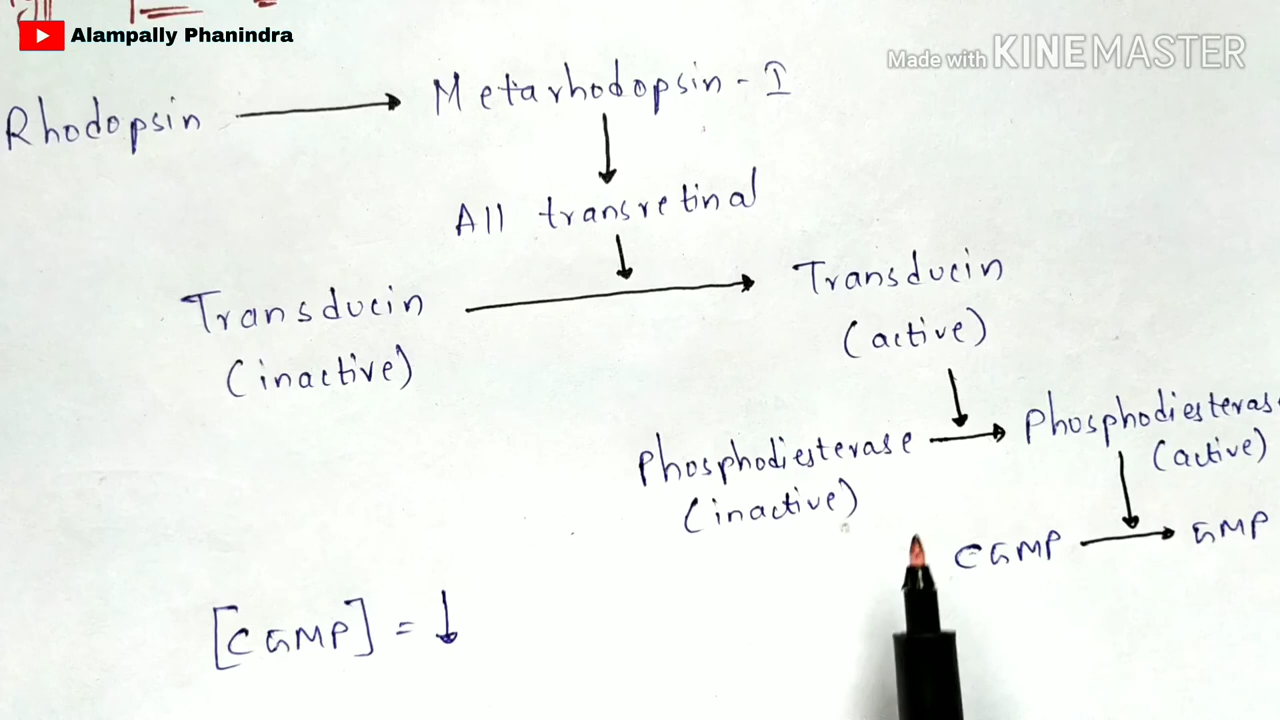 Alampally Phanindra
Made with KINEMASTER
Rhodopsin → Metarhodopsin - I
↓
All transretinal
↓
Transducin (inactive) → Transducin (active)
↓
Phosphodiesterase (inactive) → Phosphodiesteras (active)
↓
cGMP → GMP
[cGMP] = ↓